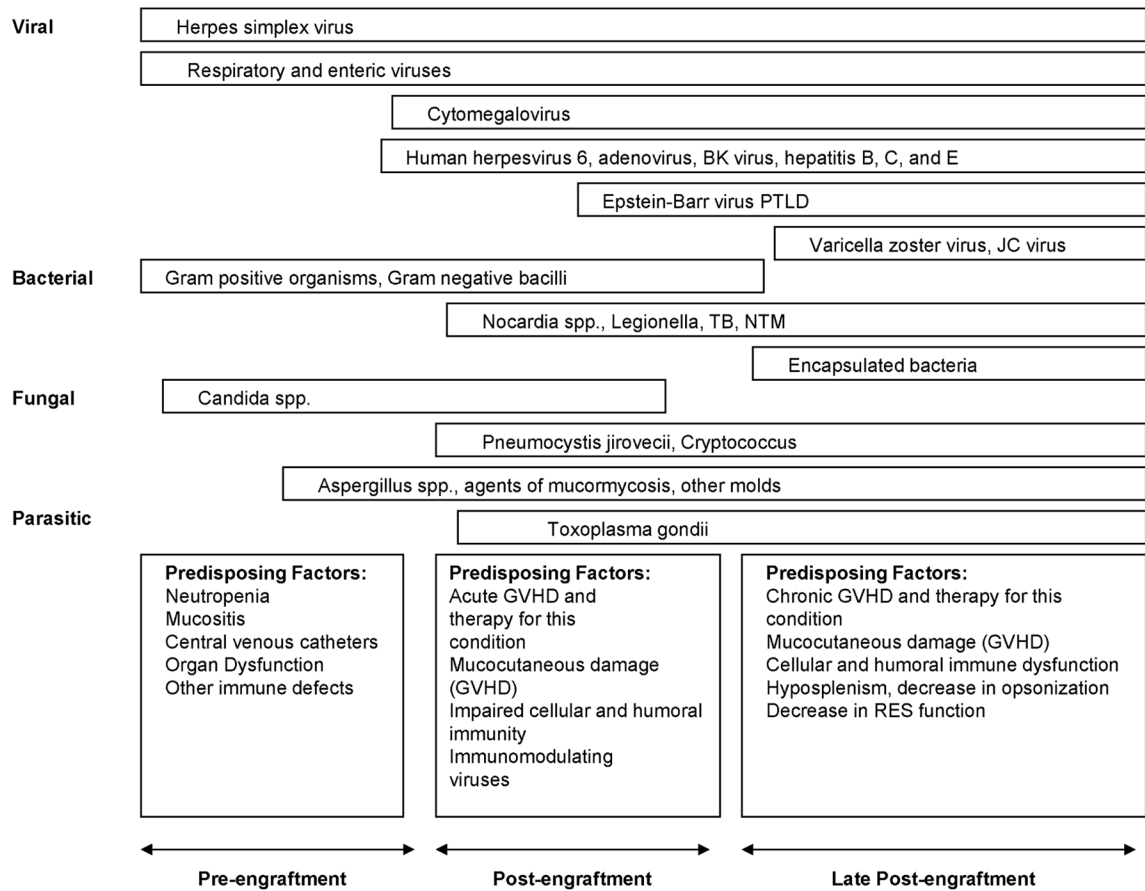 Viral
Herpes simplex virus
Respiratory and enteric viruses
Cytomegalovirus
Human herpesvirus 6, adenovirus, BK virus, hepatitis B, C, and E
Epstein-Barr virus PTLD
Varicella zoster virus, JC virus
Bacterial
Gram positive organisms, Gram negative bacilli
Nocardia spp., Legionella, TB, NTM
Encapsulated bacteria
Fungal
Candida spp.
Pneumocystis jirovecii, Cryptococcus
Aspergillus spp., agents of mucormycosis, other molds
Parasitic
Toxoplasma gondii
Predisposing Factors:
Neutropenia
Mucositis
Central venous catheters
Organ Dysfunction
Other immune defects
Predisposing Factors:
Acute GVHD and
therapy for this
condition
Mucocutaneous damage
(GVHD)
Impaired cellular and humoral
immunity
Immunomodulating
viruses
Predisposing Factors:
Chronic GVHD and therapy for this
condition
Mucocutaneous damage (GVHD)
Cellular and humoral immune dysfunction
Hyposplenism, decrease in opsonization
Decrease in RES function
Pre-engraftment
Post-engraftment
Late Post-engraftment